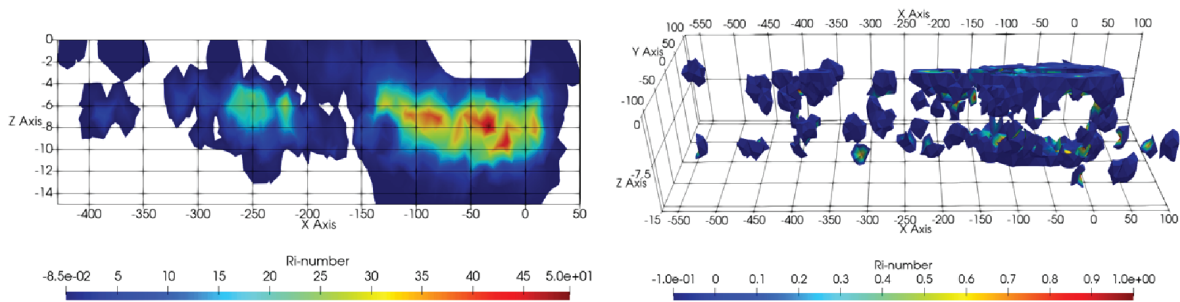 0
-2
-4
-6
Z Axis
-8
-10
-12
-14
-400 -350 -300 -250 -200 -150 -100 -50 0 50
X Axis
Ri-number
-8.5e-02 5 10 15 20 25 30 35 40 45 5.0e+01
X Axis
100 -550 -500 -450 -400 -350 -300 -250 -200 -150 -100 -50 0 50 100
50
Y Axis
0
-50
-100
0
-7.5
Z Axis
-15 -550 -500 -450 -400 -350 -300 -250 -200 -150 -100 -50 0 50 100
X Axis
Ri-number
-1.0e-01 0 0.1 0.2 0.3 0.4 0.5 0.6 0.7 0.8 0.9 1.0e+00